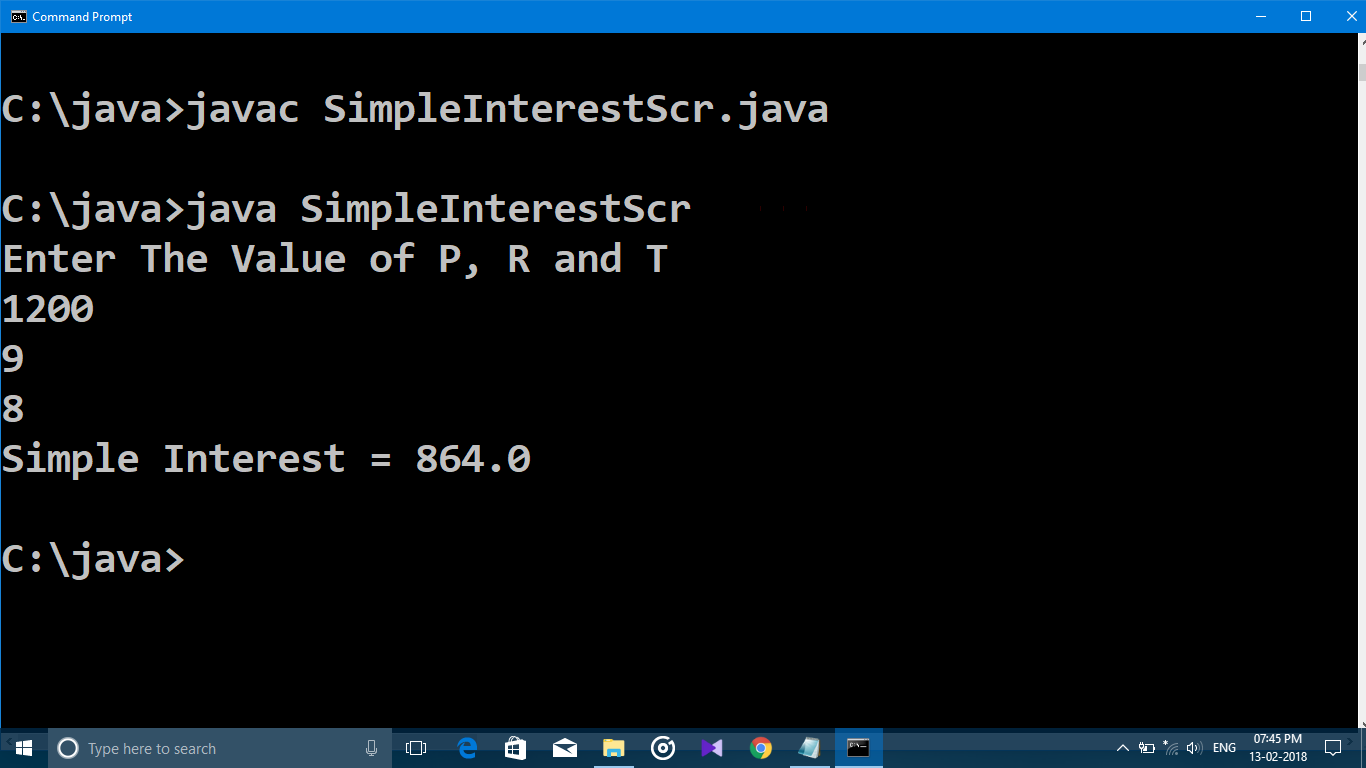 Command Prompt
C:\java>javac SimpleInterestScr.java
C:\java>java SimpleInterestScr
Enter The Value of P, R and T
1200
9
8
Simple Interest = 864.0
C:\java>
Type here to search
ENG
07:45 PM
13-02-2018